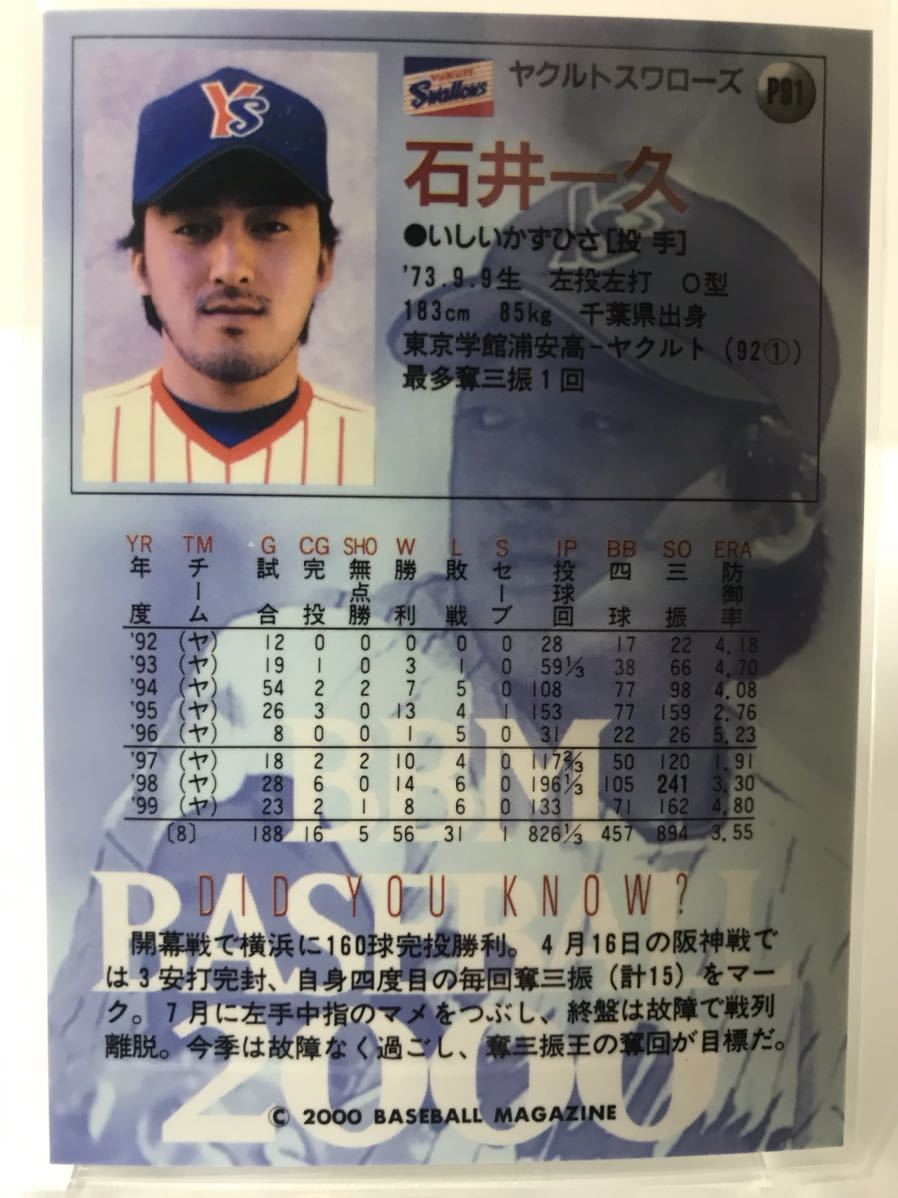 YS
Yakult
Swallows
ヤクルトスワローズ
P91
石井一久
●いしいかずひさ[投 手]
'73.9.9生 左投左打 O型
183cm 85kg 千葉県出身
東京学館浦安高-ヤクルト(92①)
最多奪三振1回
YS
YR TM G CG SHO W L S IP BB SO ERA
年度 チーム 試合 完投 無点勝 勝利 敗戦 セーブ 投球回 四球 三振 防御率
'92 (ヤ) 12 0 0 0 0 0 28 17 22 4.18
'93 (ヤ) 19 1 0 3 1 0 59 1/3 38 66 4.70
'94 (ヤ) 54 2 2 7 5 0 108 77 98 4.08
'95 (ヤ) 26 3 0 13 4 1 153 77 159 2.76
'96 (ヤ) 8 0 0 1 5 0 31 22 26 5.23
'97 (ヤ) 18 2 2 10 4 0 117 2/3 50 120 1.91
'98 (ヤ) 28 6 0 14 6 0 196 1/3 105 241 3.30
'99 (ヤ) 23 2 1 8 6 0 133 71 162 4.80
〔8〕 188 16 5 56 31 1 826 1/3 457 894 3.55
BBM
BASEBALL
2000
DID YOU KNOW?
開幕戦で横浜に160球完投勝利。4月16日の阪神戦で
は3安打完封、自身四度目の毎回奪三振(計15)をマー
ク。7月に左手中指のマメをつぶし、終盤は故障で戦列
離脱。今季は故障なく過ごし、奪三振王の奪回が目標だ。
© 2000 BASEBALL MAGAZINE